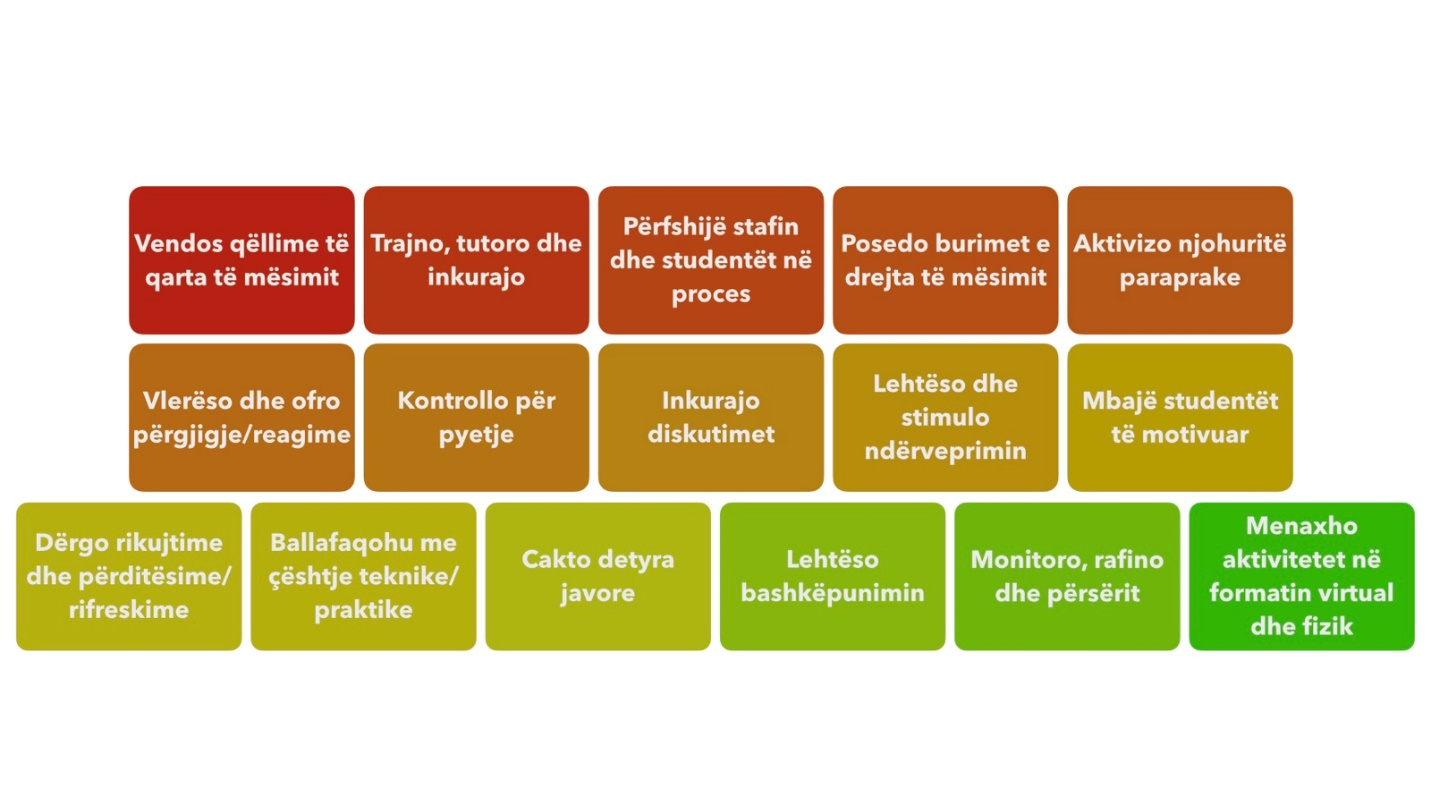 Vendos qëllime të
qarta të mësimit
Trajno, tutoro dhe
inkurajo
Përfshijë stafin
dhe studentët në
proces
Posedo burimet e
drejta të mësimit
Aktivizo njohuritë
paraprake
Vlerëso dhe ofro
përgjigje/reagime
Kontrollo për
pyetje
Inkurajo
diskutimet
Lehtëso dhe
stimulo
ndërveprimin
Mbajë studentët
të motivuar
Dërgo rikujtime
dhe përditësime/
rifreskime
Ballafaqohu me
çështje teknike/
praktike
Cakto detyra
javore
Lehtëso
bashkëpunimin
Monitoro, rafino
dhe përsërit
Menaxho
aktivitetet në
formatin virtual
dhe fizik